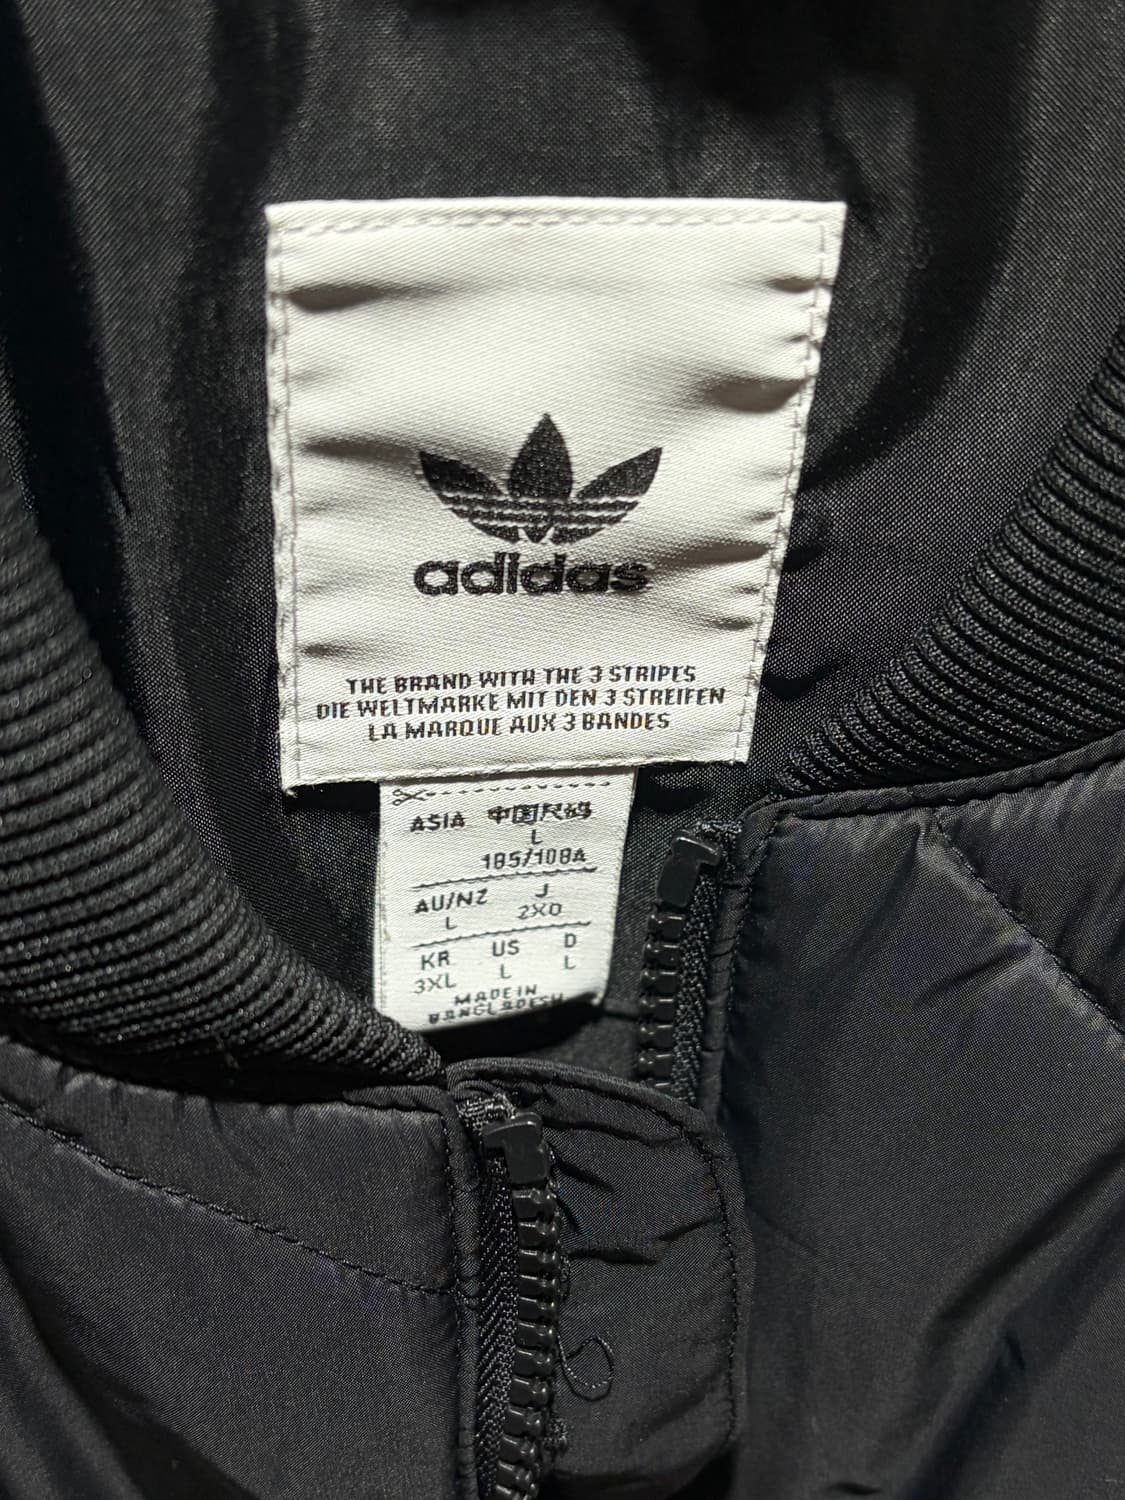 adidas
THE BRAND WITH THE 3 STRIPES
DIE WELTMARKE MIT DEN 3 STREIFEN
LA MARQUE AUX 3 BANDES
ASIA 中国尺码
L
185/108A
AU/NZ J
L 2XO
KR US D
3XL L L
MADE IN
BANGLADESH